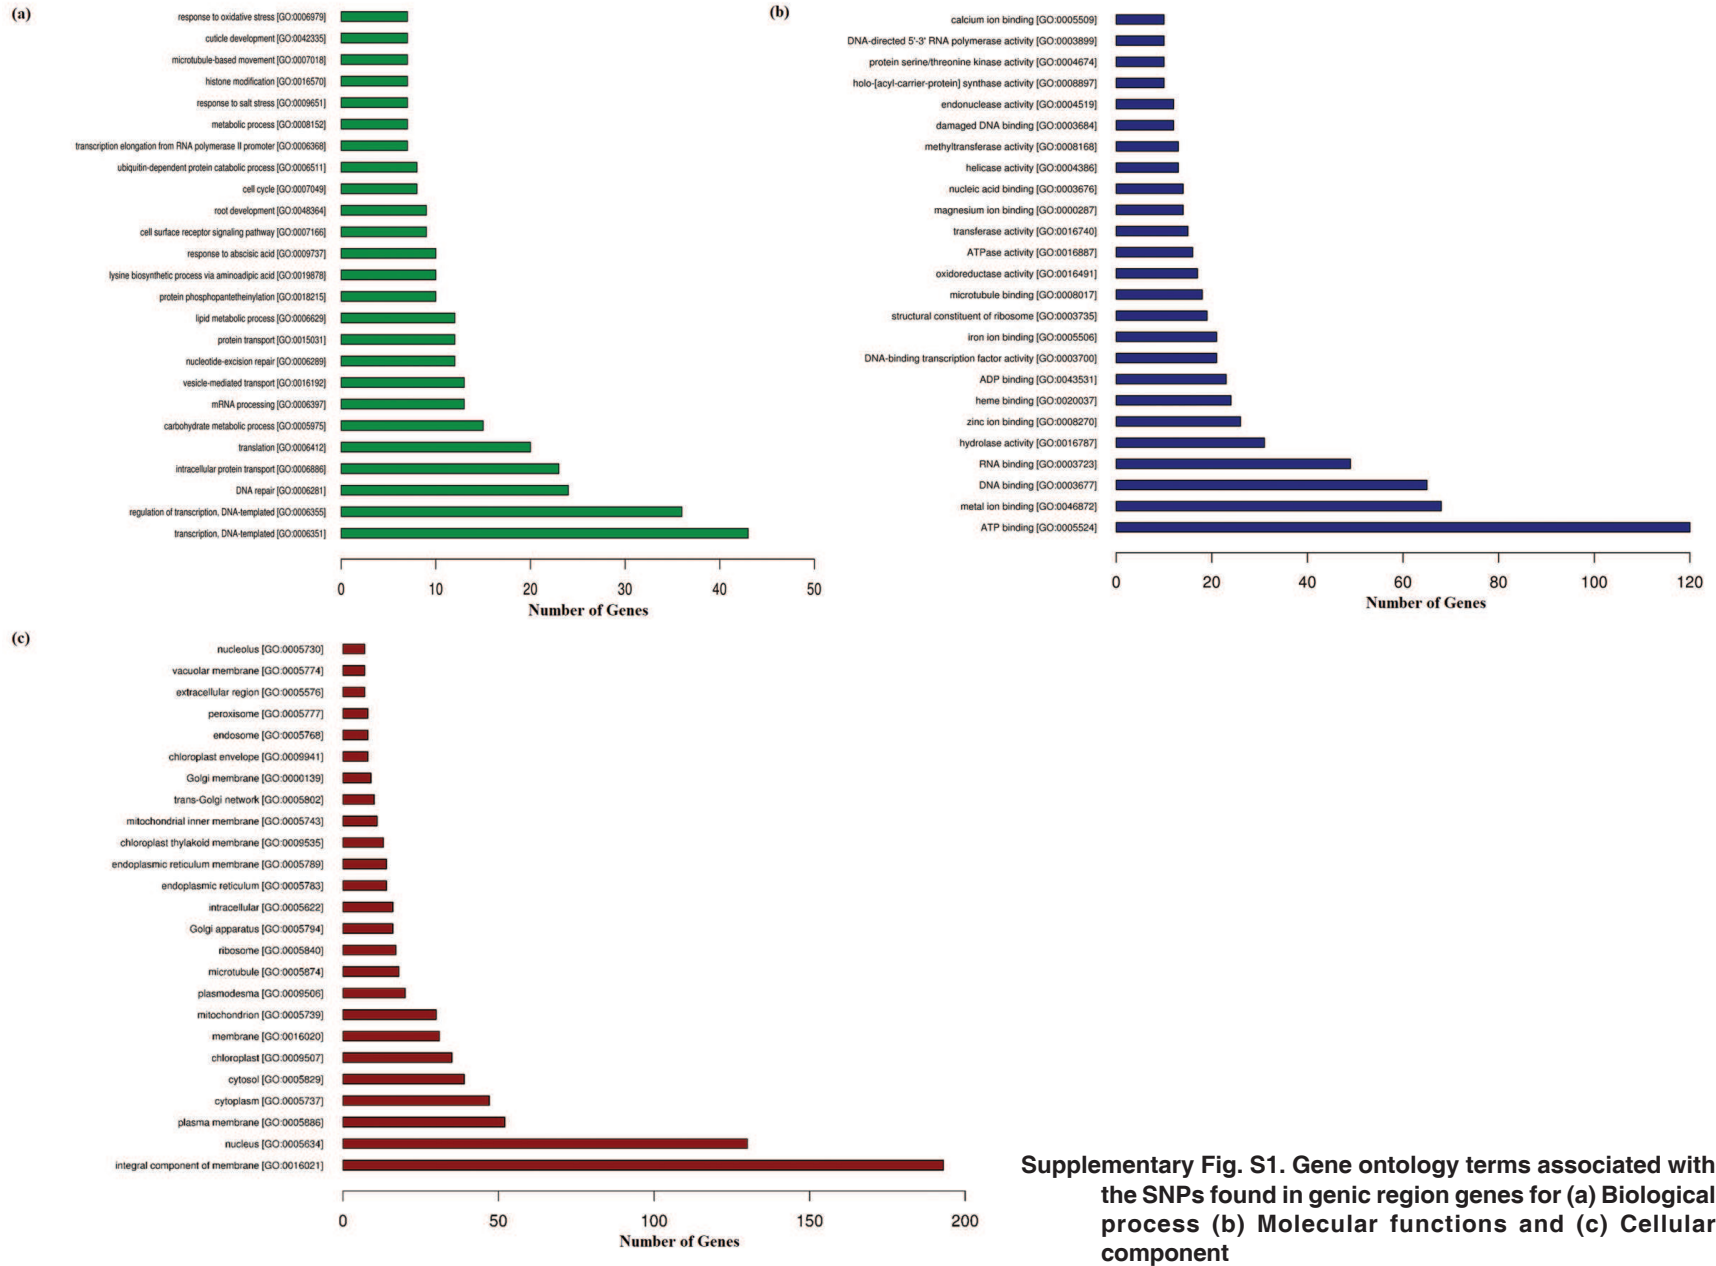 (a)
response to oxidative stress [GO:0006979]
cuticle development [GO:0042335]
microtubule-based movement [GO:0007018]
histone modification [GO:0016570]
response to salt stress [GO:0009651]
metabolic process [GO:0008152]
transcription elongation from RNA polymerase II promoter [GO:0006368]
ubiquitin-dependent protein catabolic process [GO:0006511]
cell cycle [GO:0007049]
root development [GO:0048364]
cell surface receptor signaling pathway [GO:0007166]
response to abscisic acid [GO:0009737]
lysine biosynthetic process via aminoadipic acid [GO:0019878]
protein phosphopantetheinylation [GO:0018215]
lipid metabolic process [GO:0006629]
protein transport [GO:0015031]
nucleotide-excision repair [GO:0006289]
vesicle-mediated transport [GO:0016192]
mRNA processing [GO:0006397]
carbohydrate metabolic process [GO:0005975]
translation [GO:0006412]
intracellular protein transport [GO:0006886]
DNA repair [GO:0006281]
regulation of transcription, DNA-templated [GO:0006355]
transcription, DNA-templated [GO:0006351]
0 10 20 30 40 50
Number of Genes
(b)
calcium ion binding [GO:0005509]
DNA-directed 5'-3' RNA polymerase activity [GO:0003899]
protein serine/threonine kinase activity [GO:0004674]
holo-[acyl-carrier-protein] synthase activity [GO:0008897]
endonuclease activity [GO:0004519]
damaged DNA binding [GO:0003684]
methyltransferase activity [GO:0008168]
helicase activity [GO:0004386]
nucleic acid binding [GO:0003676]
magnesium ion binding [GO:0000287]
transferase activity [GO:0016740]
ATPase activity [GO:0016887]
oxidoreductase activity [GO:0016491]
microtubule binding [GO:0008017]
structural constituent of ribosome [GO:0003735]
iron ion binding [GO:0005506]
DNA-binding transcription factor activity [GO:0003700]
ADP binding [GO:0043531]
heme binding [GO:0020037]
zinc ion binding [GO:0008270]
hydrolase activity [GO:0016787]
RNA binding [GO:0003723]
DNA binding [GO:0003677]
metal ion binding [GO:0046872]
ATP binding [GO:0005524]
0 20 40 60 80 100 120
Number of Genes
(c)
nucleolus [GO:0005730]
vacuolar membrane [GO:0005774]
extracellular region [GO:0005576]
peroxisome [GO:0005777]
endosome [GO:0005768]
chloroplast envelope [GO:0009941]
Golgi membrane [GO:0000139]
trans-Golgi network [GO:0005802]
mitochondrial inner membrane [GO:0005743]
chloroplast thylakoid membrane [GO:0009535]
endoplasmic reticulum membrane [GO:0005789]
endoplasmic reticulum [GO:0005783]
intracellular [GO:0005622]
Golgi apparatus [GO:0005794]
ribosome [GO:0005840]
microtubule [GO:0005874]
plasmodesma [GO:0009506]
mitochondrion [GO:0005739]
membrane [GO:0016020]
chloroplast [GO:0009507]
cytosol [GO:0005829]
cytoplasm [GO:0005737]
plasma membrane [GO:0005886]
nucleus [GO:0005634]
integral component of membrane [GO:0016021]
0 50 100 150 200
Number of Genes
Supplementary Fig. S1. Gene ontology terms associated with
the SNPs found in genic region genes for (a) Biological
process (b) Molecular functions and (c) Cellular
component